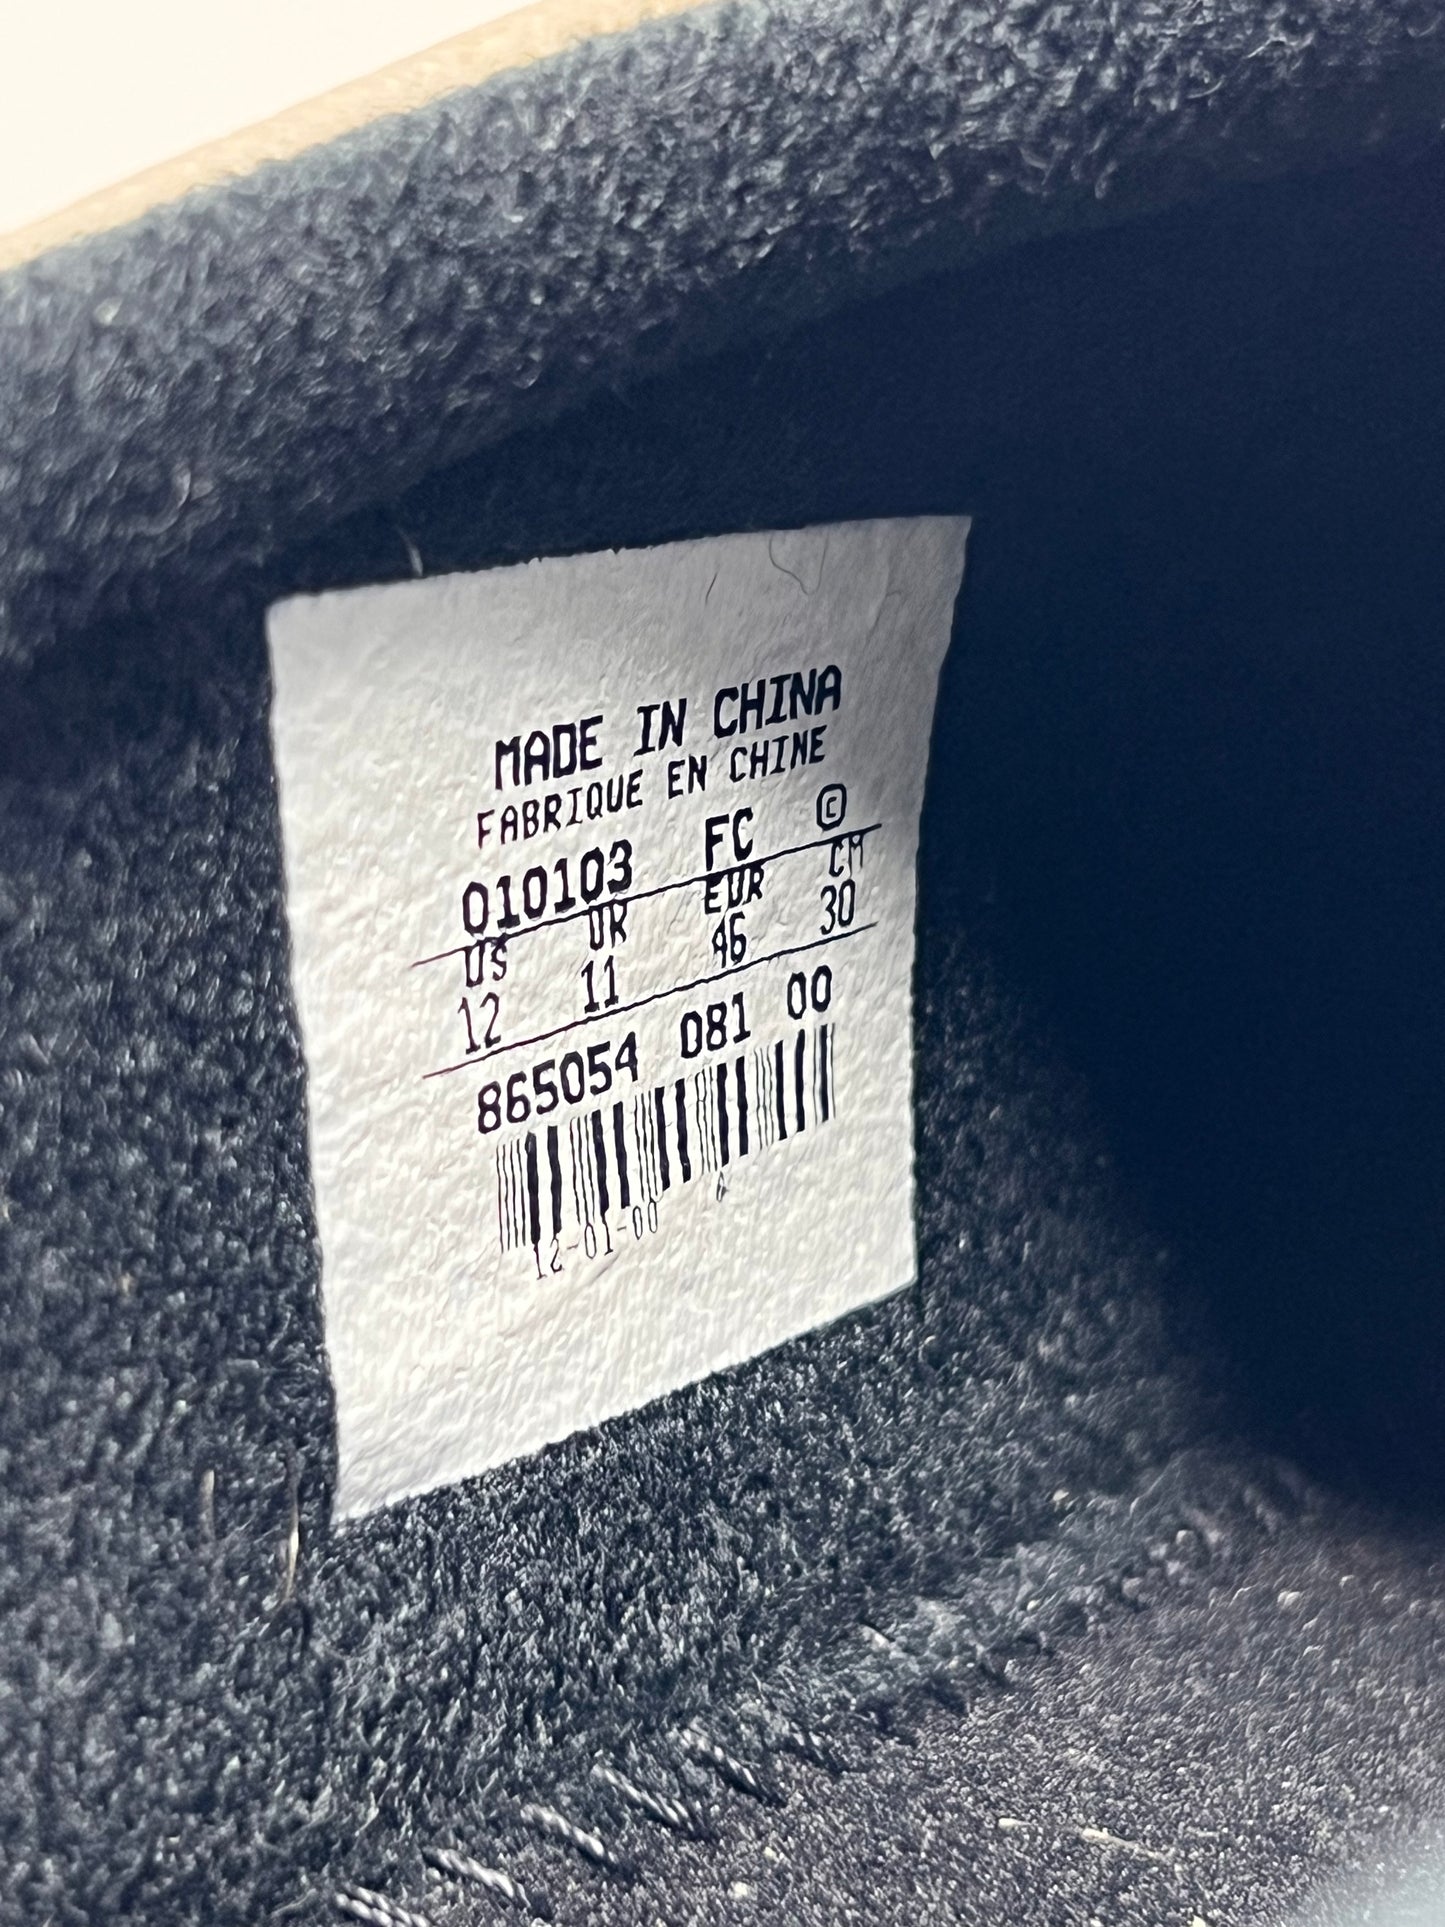 MADE IN CHINA
FABRIQUE EN CHINE
010103 FC ©
US UK EUR CM
12 11 46 30
865054 081 00
12-01-00